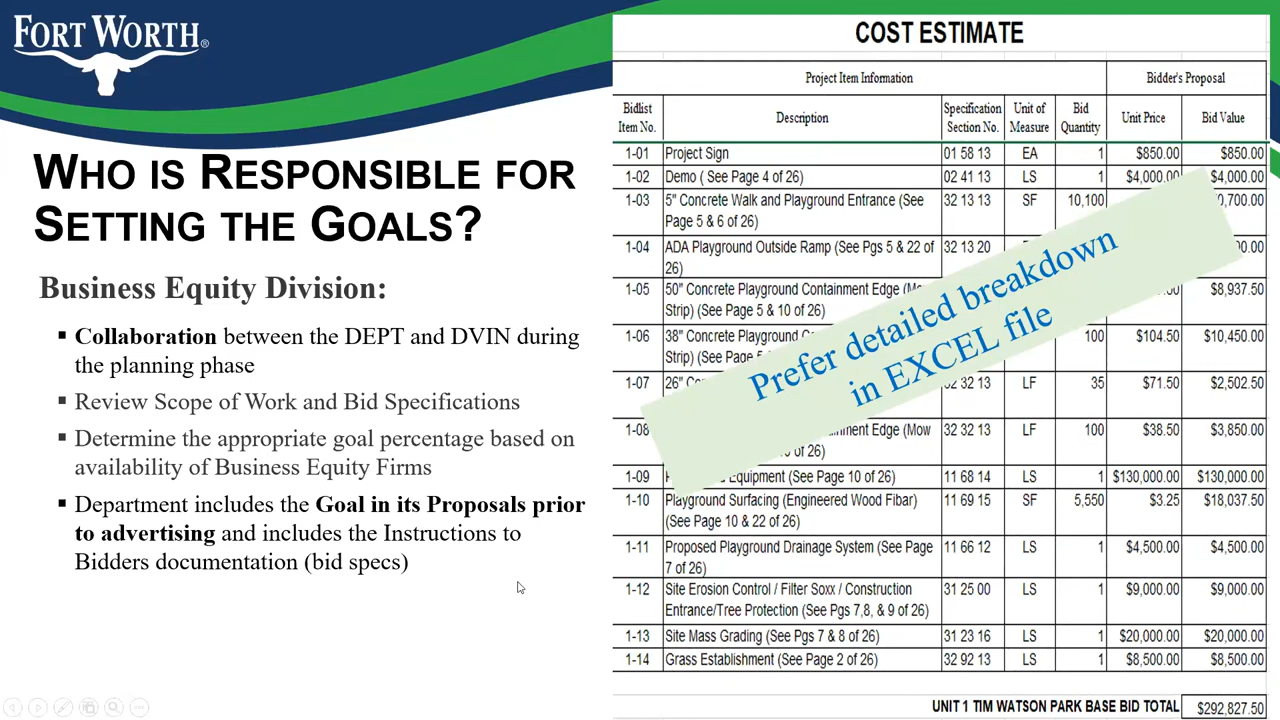 FORT WORTH®
WHO IS RESPONSIBLE FOR
SETTING THE GOALS?
Business Equity Division:
▪ Collaboration between the DEPT and DVIN during
the planning phase
▪ Review Scope of Work and Bid Specifications
▪ Determine the appropriate goal percentage based on
availability of Business Equity Firms
▪ Department includes the Goal in its Proposals prior
to advertising and includes the Instructions to
Bidders documentation (bid specs)
COST ESTIMATE
Project Item Information Bidder's Proposal
Bidlist Item No. Description Specification Section No. Unit of Measure Bid Quantity Unit Price Bid Value
1-01 Project Sign 01 58 13 EA 1 $850.00 $850.00
1-02 Demo ( See Page 4 of 26) 02 41 13 LS 1 $4,000.00 $4,000.00
1-03 5" Concrete Walk and Playground Entrance (See 32 13 13 SF 10,100
Page 5 & 6 of 26)
1-04 ADA Playground Outside Ramp (See Pgs 5 & 22 of 32 13 20
26)
1-05 50" Concrete Playground Containment Edge $8,937.50
Strip) (See Page 5 & 10 of 26)
1-06 38" Concrete Playground 100 $104.50 $10,450.00
Strip) (See Page
1-07 26" 32 32 13 LF 35 $71.50 $2,502.50
1-08 Edge (Mow 32 32 13 LF 100 $38.50 $3,850.00
of 26)
1-09 Equipment (See Page 10 of 26) 11 68 14 LS 1 $130,000.00 $130,000.00
1-10 Playground Surfacing (Engineered Wood Fibar) 11 69 15 SF 5,550 $3.25 $18,037.50
(See Page 10 & 22 of 26)
1-11 Proposed Playground Drainage System (See Page 11 66 12 LS 1 $4,500.00 $4,500.00
7 of 26)
1-12 Site Erosion Control / Filter Soxx / Construction 31 25 00 LS 1 $9,000.00 $9,000.00
Entrance/Tree Protection (See Pgs 7,8, & 9 of 26)
1-13 Site Mass Grading (See Pgs 7 & 8 of 26) 31 23 16 LS 1 $20,000.00 $20,000.00
1-14 Grass Establishment (See Page 2 of 26) 32 92 13 LS 1 $8,500.00 $8,500.00
UNIT 1 TIM WATSON PARK BASE BID TOTAL $292,827.50
Prefer detailed breakdown
in EXCEL file